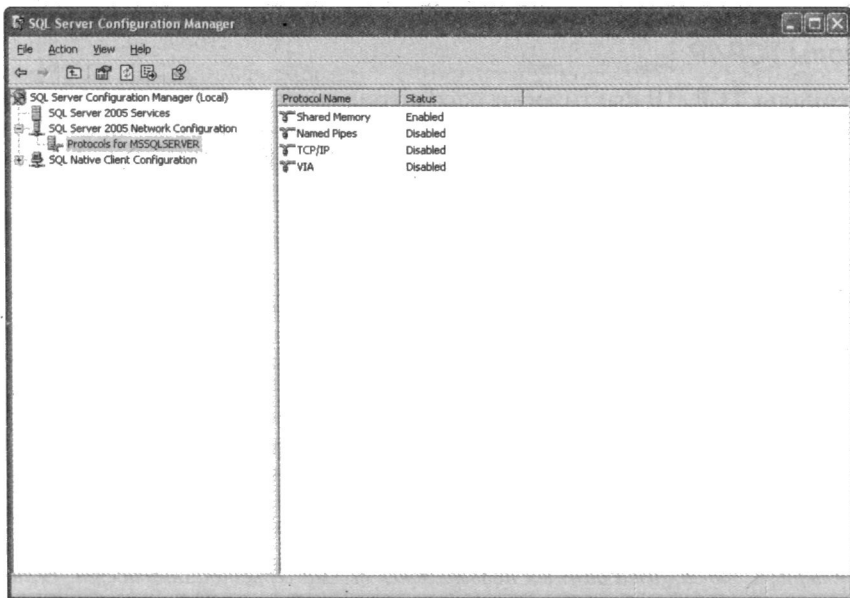 SQL Server Configuration Manager
File Action View Help
SQL Server Configuration Manager (Local)
SQL Server 2005 Services
SQL Server 2005 Network Configuration
Protocols for MSSQLSERVER
SQL Native Client Configuration
Protocol Name Status
Shared Memory Enabled
Named Pipes Disabled
TCP/IP Disabled
VIA Disabled